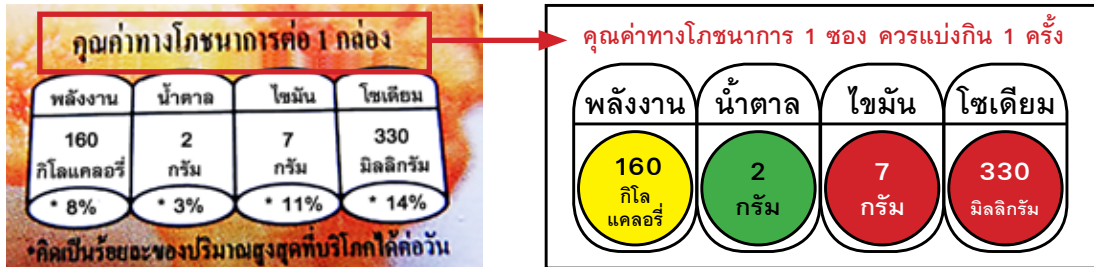 คุณค่าทางโภชนาการต่อ 1 กล่อง
พลังงาน น้ำตาล ไขมัน โซเดียม
160 2 7 330
กิโลแคลอรี่ กรัม กรัม มิลลิกรัม
* 8% * 3% * 11% * 14%
*คิดเป็นร้อยละของปริมาณสูงสุดที่บริโภคได้ต่อวัน
คุณค่าทางโภชนาการ 1 ซอง ควรแบ่งกิน 1 ครั้ง
พลังงาน น้ำตาล ไขมัน โซเดียม
160 2 7 330
กิโล กรัม กรัม มิลลิกรัม
แคลอรี่